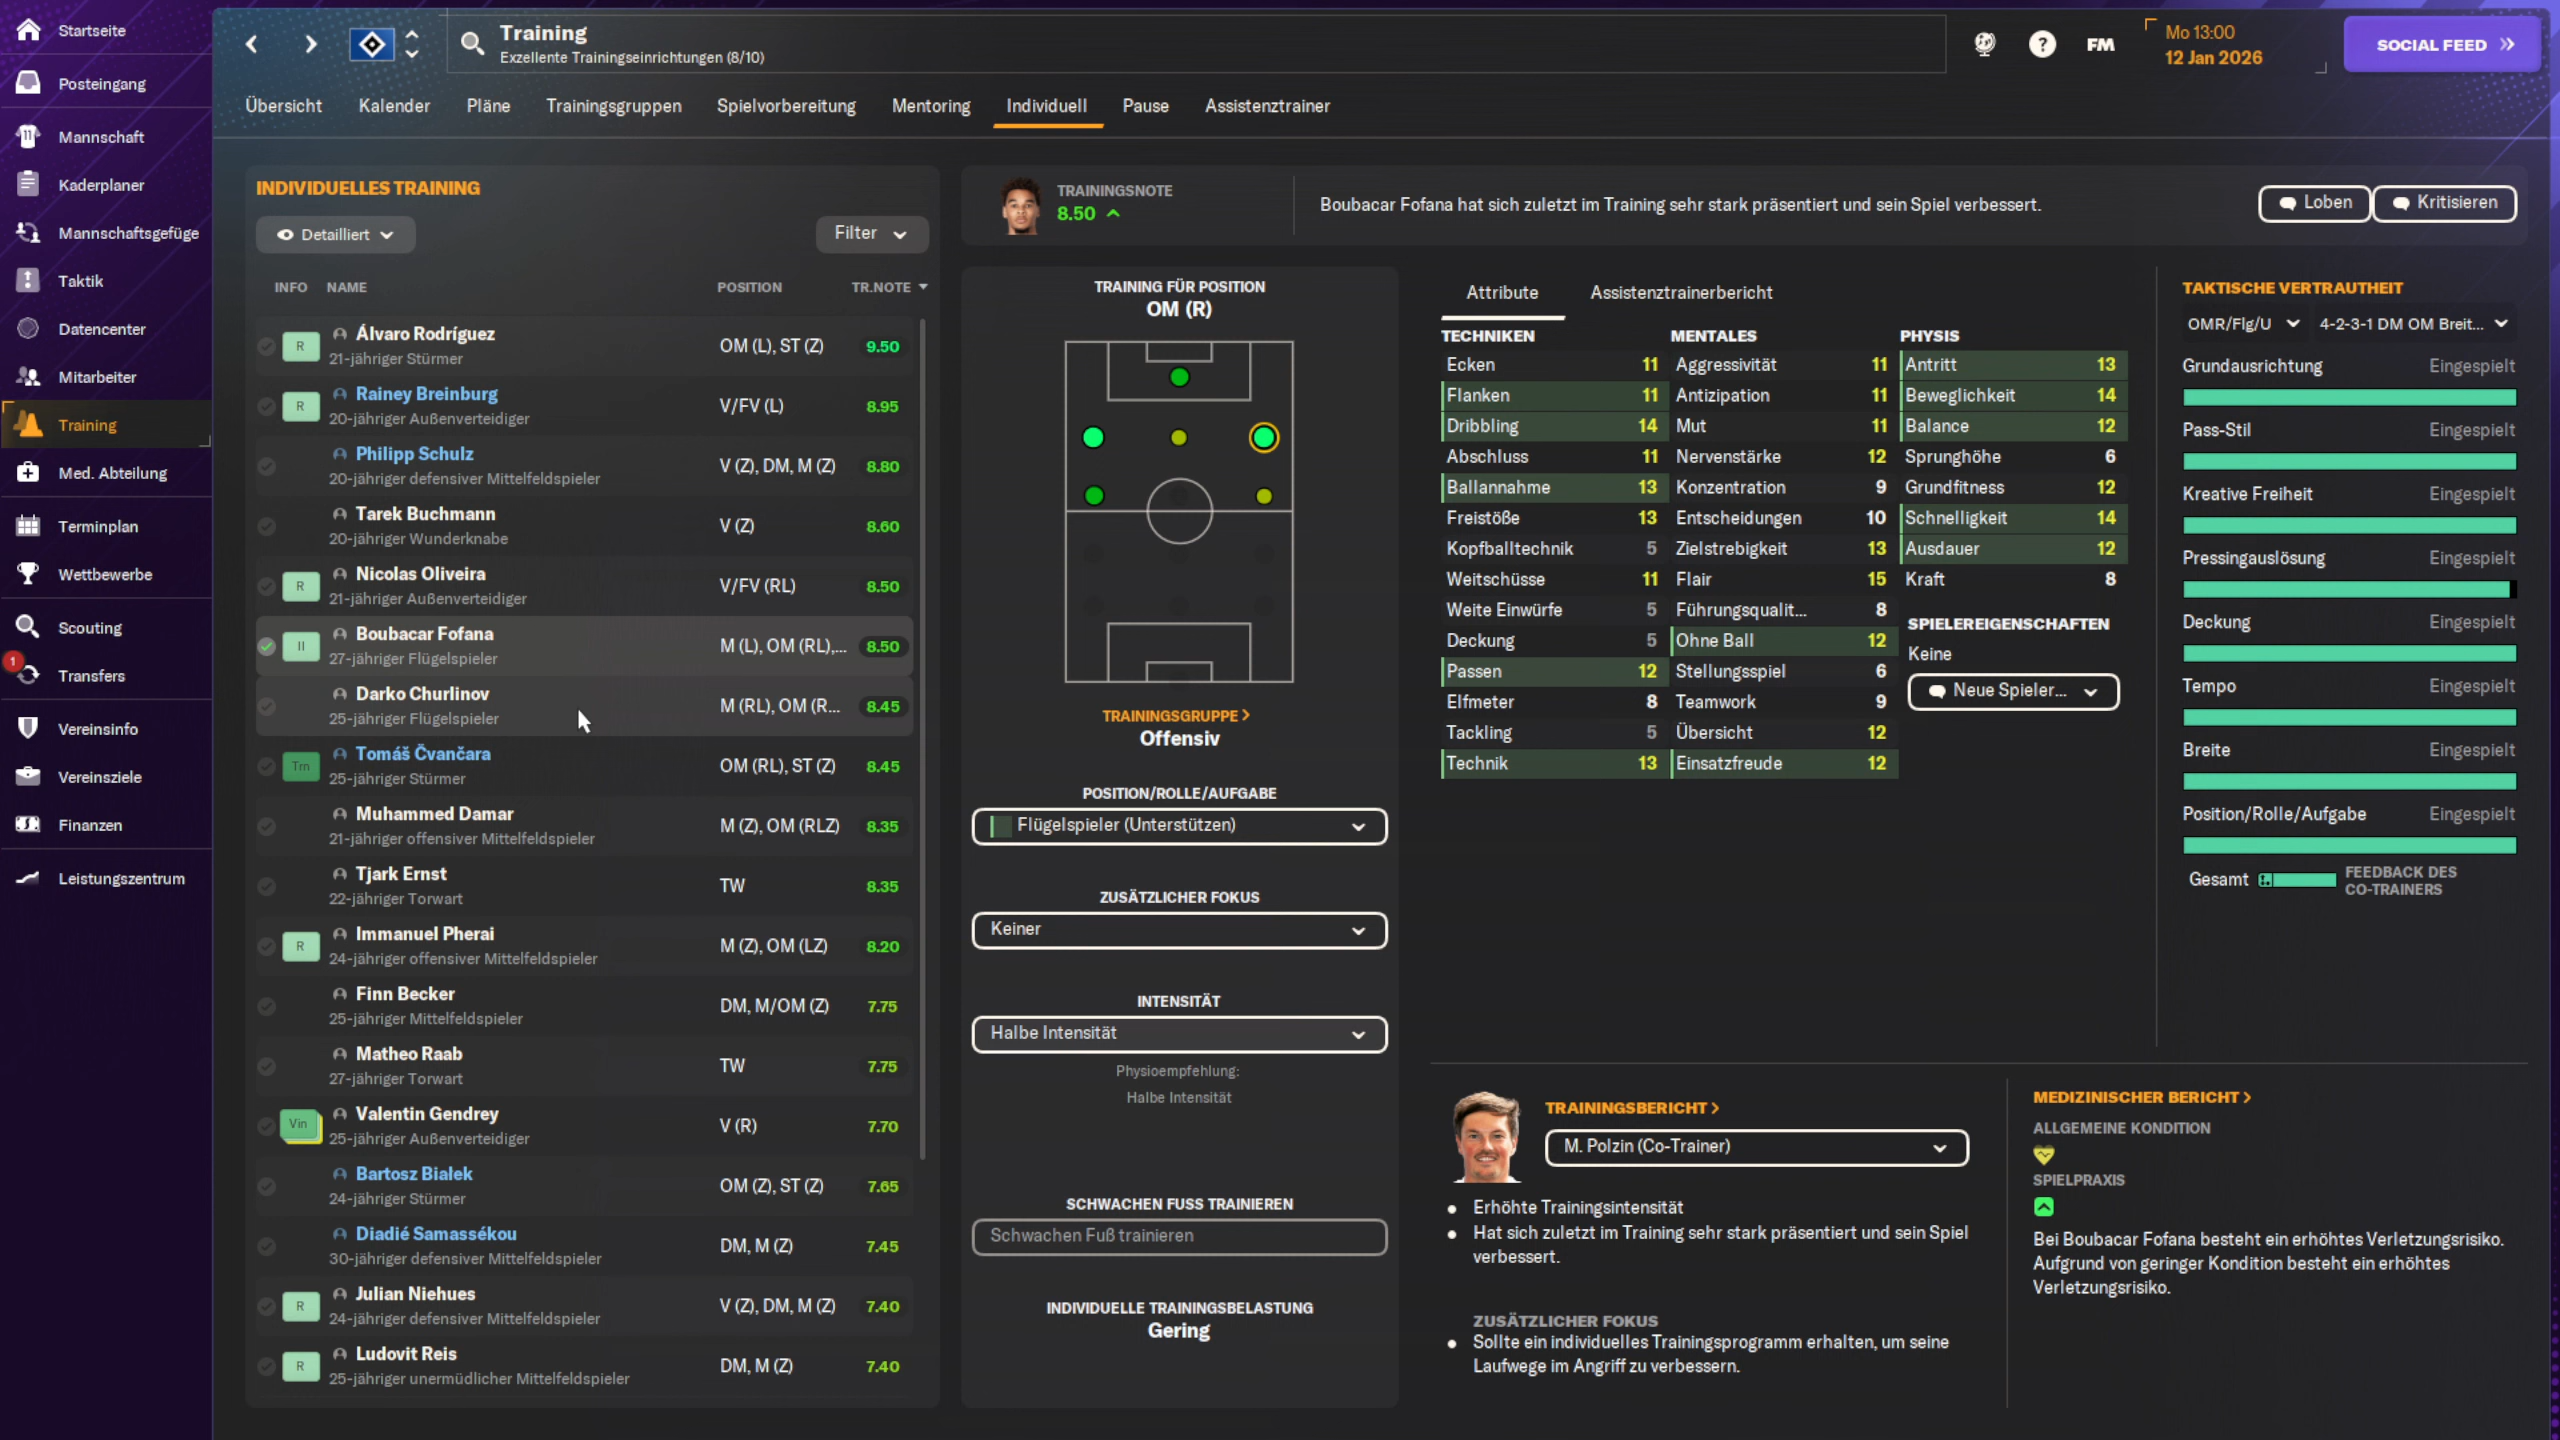 Startseite
Posteingang
Mannschaft
Kaderplaner
Mannschaftsgefüge
Taktik
Datencenter
Mitarbeiter
Training
Med. Abteilung
Terminplan
Wettbewerbe
Scouting
1
Transfers
Vereinsinfo
Vereinsziele
Finanzen
Leistungszentrum
Training
Exzellente Trainingseinrichtungen (8/10)
?
FM
Mo 13:00
12 Jan 2026
SOCIAL FEED
Übersicht Kalender Pläne Trainingsgruppen Spielvorbereitung Mentoring Individuell Pause Assistenztrainer
INDIVIDUELLES TRAINING
Detailliert
Filter
INFO NAME POSITION TR.NOTE
R Álvaro Rodríguez OM (L), ST (Z) 9.50
21-jähriger Stürmer
R Rainey Breinburg V/FV (L) 8.95
20-jähriger Außenverteidiger
Philipp Schulz V (Z), DM, M (Z) 8.80
20-jähriger defensiver Mittelfeldspieler
Tarek Buchmann V (Z) 8.60
20-jähriger Wunderknabe
R Nicolas Oliveira V/FV (RL) 8.50
21-jähriger Außenverteidiger
II Boubacar Fofana M (L), OM (RL),... 8.50
27-jähriger Flügelspieler
Darko Churlinov M (RL), OM (R... 8.45
25-jähriger Flügelspieler
Trn Tomáš Čvančara OM (RL), ST (Z) 8.45
25-jähriger Stürmer
Muhammed Damar M (Z), OM (RLZ) 8.35
21-jähriger offensiver Mittelfeldspieler
Tjark Ernst TW 8.35
22-jähriger Torwart
R Immanuel Pherai M (Z), OM (LZ) 8.20
24-jähriger offensiver Mittelfeldspieler
Finn Becker DM, M/OM (Z) 7.75
25-jähriger Mittelfeldspieler
Matheo Raab TW 7.75
27-jähriger Torwart
Vin Valentin Gendrey V (R) 7.70
25-jähriger Außenverteidiger
Bartosz Bialek OM (Z), ST (Z) 7.65
24-jähriger Stürmer
Diadié Samassékou DM, M (Z) 7.45
30-jähriger defensiver Mittelfeldspieler
R Julian Niehues V (Z), DM, M (Z) 7.40
24-jähriger defensiver Mittelfeldspieler
R Ludovit Reis DM, M (Z) 7.40
25-jähriger unermüdlicher Mittelfeldspieler
TRAININGSNOTE
8.50
Boubacar Fofana hat sich zuletzt im Training sehr stark präsentiert und sein Spiel verbessert.
Loben
Kritisieren
TRAINING FÜR POSITION
OM (R)
TRAININGSGRUPPE
Offensiv
POSITION/ROLLE/AUFGABE
Flügelspieler (Unterstützen)
ZUSÄTZLICHER FOKUS
Keiner
INTENSITÄT
Halbe Intensität
Physioempfehlung:
Halbe Intensität
SCHWACHEN FUSS TRAINIEREN
Schwachen Fuß trainieren
INDIVIDUELLE TRAININGSBELASTUNG
Gering
Attribute Assistenztrainerbericht
TECHNIKEN
Ecken 11
Flanken 11
Dribbling 14
Abschluss 11
Ballannahme 13
Freistöße 13
Kopfballtechnik 5
Weitschüsse 11
Weite Einwürfe 5
Deckung 5
Passen 12
Elfmeter 8
Tackling 5
Technik 13
MENTALES
Aggressivität 11
Antizipation 11
Mut 11
Nervenstärke 12
Konzentration 9
Entscheidungen 10
Zielstrebigkeit 13
Flair 15
Führungsqualit... 8
Ohne Ball 12
Stellungsspiel 6
Teamwork 9
Übersicht 12
Einsatzfreude 12
PHYSIS
Antritt 13
Beweglichkeit 14
Balance 12
Sprunghöhe 6
Grundfitness 12
Schnelligkeit 14
Ausdauer 12
Kraft 8
SPIELEREIGENSCHAFTEN
Keine
Neue Spieler...
TAKTISCHE VERTRAUTHEIT
OMR/Flg/U 4-2-3-1 DM OM Breit...
Grundausrichtung Eingespielt
Pass-Stil Eingespielt
Kreative Freiheit Eingespielt
Pressingauslösung Eingespielt
Deckung Eingespielt
Tempo Eingespielt
Breite Eingespielt
Position/Rolle/Aufgabe Eingespielt
Gesamt
FEEDBACK DES
CO-TRAINERS
TRAININGSBERICHT
M. Polzin (Co-Trainer)
Erhöhte Trainingsintensität
Hat sich zuletzt im Training sehr stark präsentiert und sein Spiel
verbessert.
ZUSÄTZLICHER FOKUS
Sollte ein individuelles Trainingsprogramm erhalten, um seine
Laufwege im Angriff zu verbessern.
MEDIZINISCHER BERICHT
ALLGEMEINE KONDITION
SPIELPRAXIS
Bei Boubacar Fofana besteht ein erhöhtes Verletzungsrisiko.
Aufgrund von geringer Kondition besteht ein erhöhtes
Verletzungsrisiko.